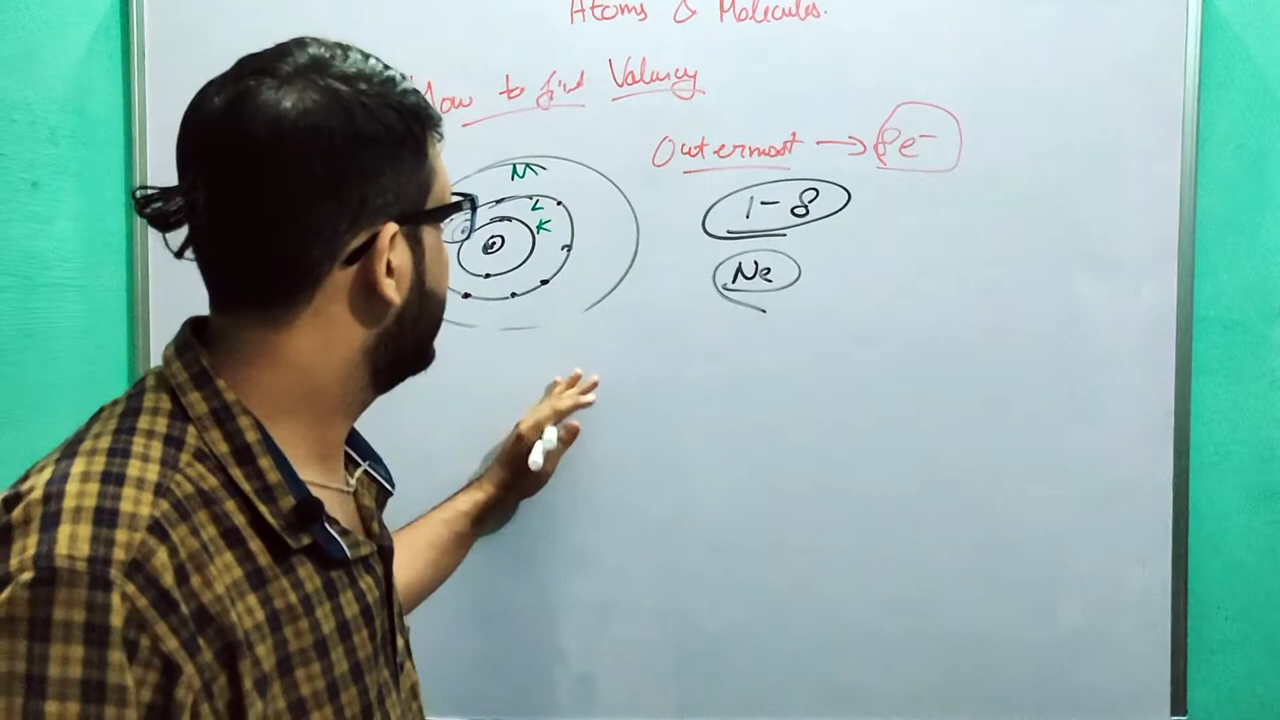 Atoms & Molecules.
How to find Valency
Outermost → 8e⁻
1-8
Ne
M
L
K